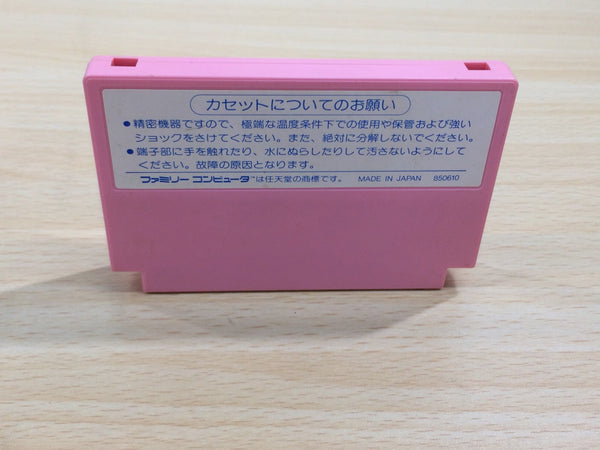 カセットについてのお願い
●精密機器ですので、極端な温度条件下での使用や保管および強い
ショックをさけてください。また、絶対に分解しないでください。
●端子部に手を触れたり、水にぬらしたりして汚さないようにして
ください。故障の原因となります。
ファミリーコンピュータ™は任天堂の商標です。 MADE IN JAPAN 850610